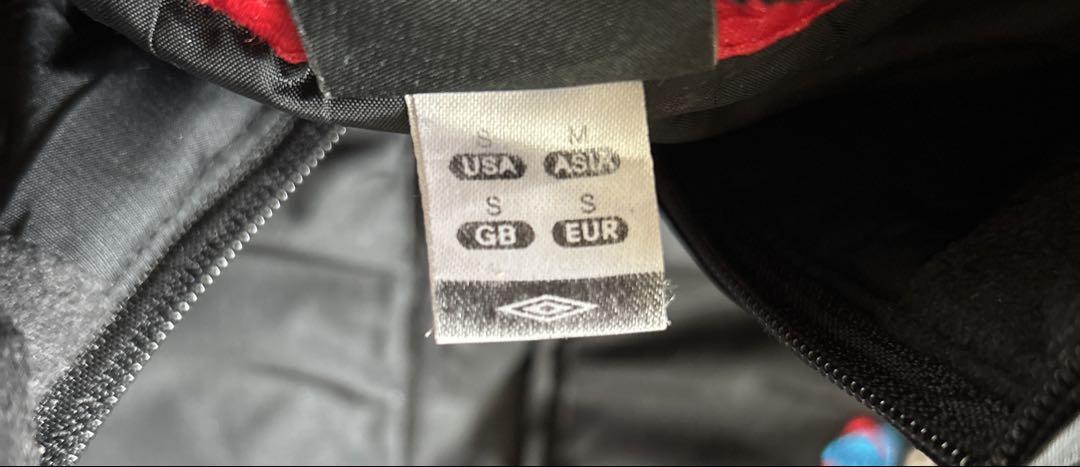 S M
USA ASIA
S S
GB EUR